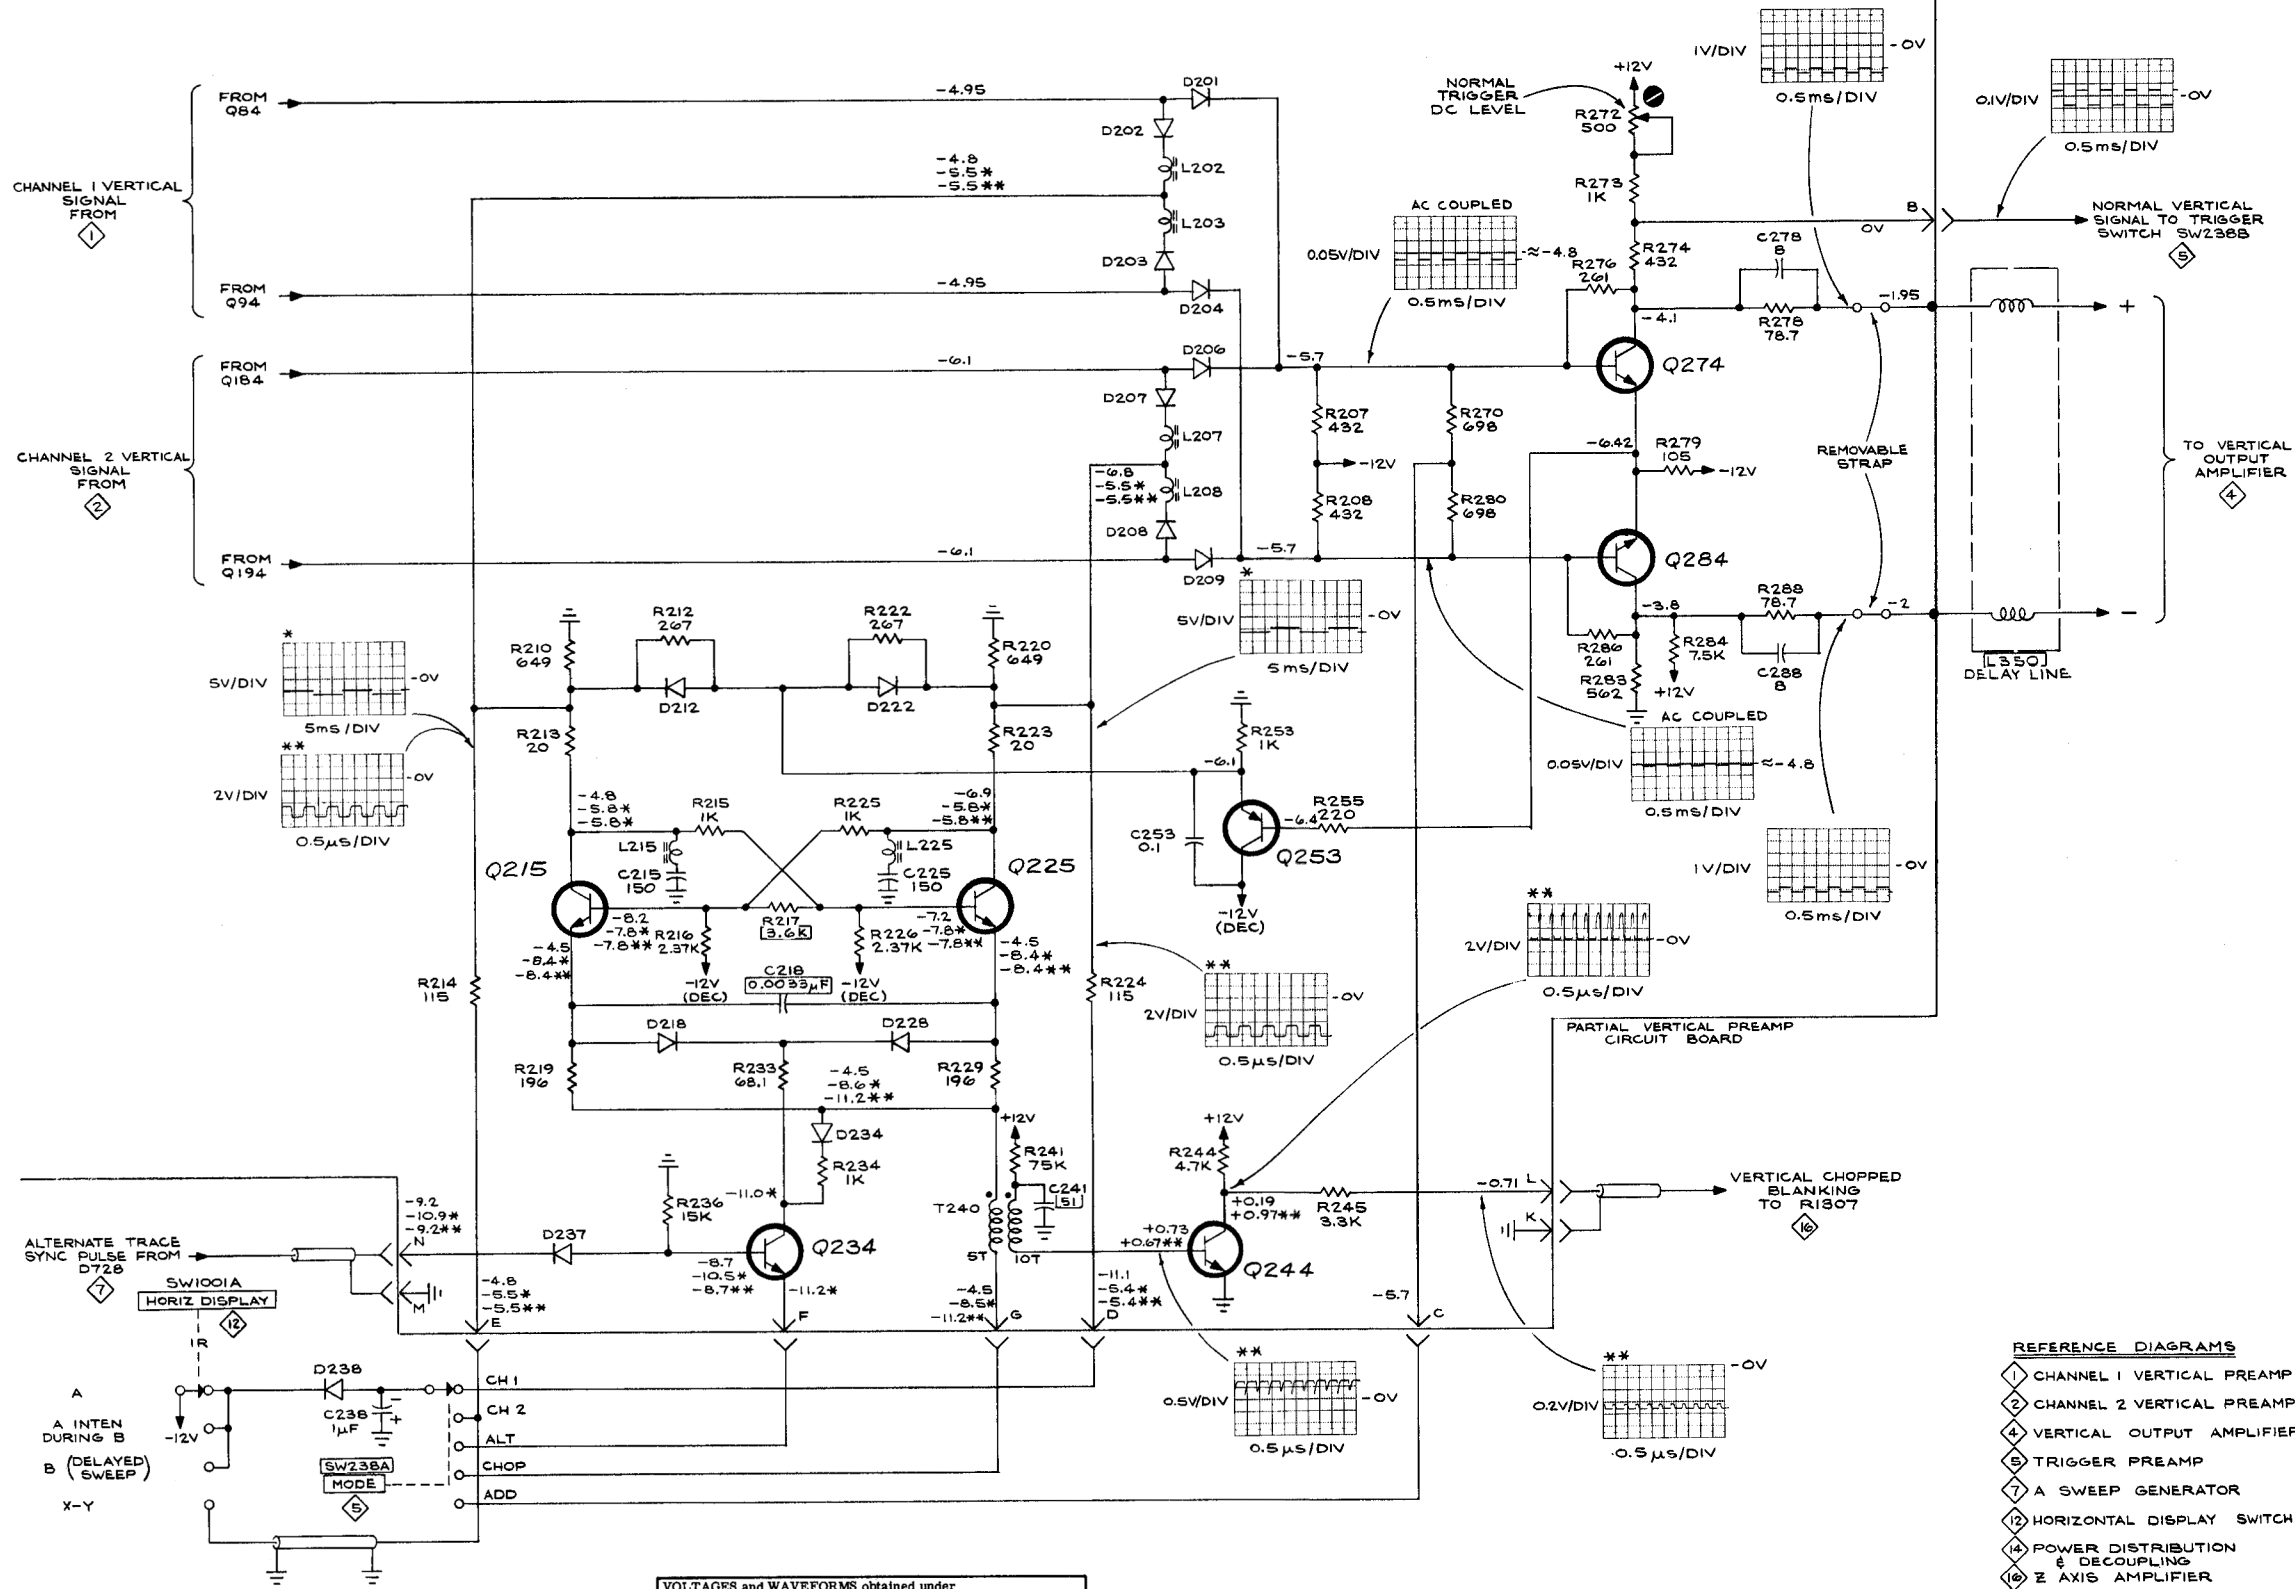 1V/DIV
-0V
0.5ms/DIV
0.1V/DIV
-0V
0.5ms/DIV
+12V
NORMAL
TRIGGER
DC LEVEL
R272
500
R273
1K
FROM
Q84
-4.95
D201
D202
-4.8
-5.5*
-5.5**
L202
L203
D203
CHANNEL 1 VERTICAL
SIGNAL
FROM
1
FROM
Q94
-4.95
D204
AC COUPLED
0.05V/DIV
≈-4.8
0.5ms/DIV
B
0V
NORMAL VERTICAL
SIGNAL TO TRIGGER
SWITCH SW238B
5
R274
432
R276
261
C278
8
R278
78.7
-4.1
-1.95
+
FROM
Q184
-6.1
D206
-5.7
Q274
D207
L207
R207
432
R270
698
CHANNEL 2 VERTICAL
SIGNAL
FROM
2
-6.8
-5.5*
-5.5**
L208
D208
-12V
R208
432
R280
698
-6.42
R279
105
-12V
REMOVABLE
STRAP
TO VERTICAL
OUTPUT
AMPLIFIER
4
FROM
Q194
-6.1
D209
-5.7
Q284
-3.8
R288
78.7
-2
-
R286
261
R284
7.5K
+12V
C288
8
R283
562
L350
DELAY LINE
*
5V/DIV
-0V
5ms/DIV
**
2V/DIV
-0V
0.5µS/DIV
R210
649
R212
267
R222
267
R220
649
D212
D222
*
5V/DIV
-0V
5ms/DIV
R213
20
R223
20
R253
1K
-6.1
AC COUPLED
0.05V/DIV
≈-4.8
0.5ms/DIV
-4.8
-5.8*
-5.8*
R215
1K
R225
1K
-6.9
-5.8*
-5.8**
L215
C215
150
L225
C225
150
Q215
Q225
C253
0.1
-6.4
R255
220
Q253
-12V
(DEC)
1V/DIV
-0V
0.5ms/DIV
-8.2
-7.8*
-7.8**
R216
2.37K
R217
3.6K
R226
2.37K
-7.2
-7.8*
-7.8**
-4.5
-8.4*
-8.4**
-4.5
-8.4*
-8.4**
-12V
(DEC)
C218
0.0033µF
-12V
(DEC)
R214
115
R224
115
**
2V/DIV
-0V
0.5µS/DIV
**
2V/DIV
-0V
0.5µS/DIV
D218
D228
R219
196
R233
68.1
-4.5
-8.6*
-11.2**
R229
196
PARTIAL VERTICAL PREAMP
CIRCUIT BOARD
D234
R234
1K
+12V
R241
75K
C241
51
T240
5T
10T
+12V
R244
4.7K
+0.19
+0.97**
R245
3.3K
-0.71
L
K
VERTICAL CHOPPED
BLANKING
TO R1307
16
+0.73
+0.67**
Q244
-9.2
-10.9*
-9.2**
N
R236
15K
-11.0*
D237
Q234
-8.7
-10.5*
-8.7**
-11.2*
ALTERNATE TRACE
SYNC PULSE FROM
D728
7
M
-4.8
-5.5*
-5.5**
E
F
-4.5
-8.5*
-11.2**
G
-11.1
-5.4*
-5.4**
D
-5.7
C
SW1001A
HORIZ DISPLAY
12
1R
A
A INTEN
DURING B
B (DELAYED SWEEP)
X-Y
-12V
D238
C238
1µF
-
+
CH 1
CH 2
ALT
CHOP
ADD
SW238A
MODE
5
**
0.5V/DIV
-0V
0.5µS/DIV
**
0.2V/DIV
-0V
0.5µS/DIV
REFERENCE DIAGRAMS
1 CHANNEL 1 VERTICAL PREAMP
2 CHANNEL 2 VERTICAL PREAMP
4 VERTICAL OUTPUT AMPLIFIER
5 TRIGGER PREAMP
7 A SWEEP GENERATOR
12 HORIZONTAL DISPLAY SWITCH
14 POWER DISTRIBUTION
& DECOUPLING
16 Z AXIS AMPLIFIER
VOLTAGES and WAVEFORMS obtained under